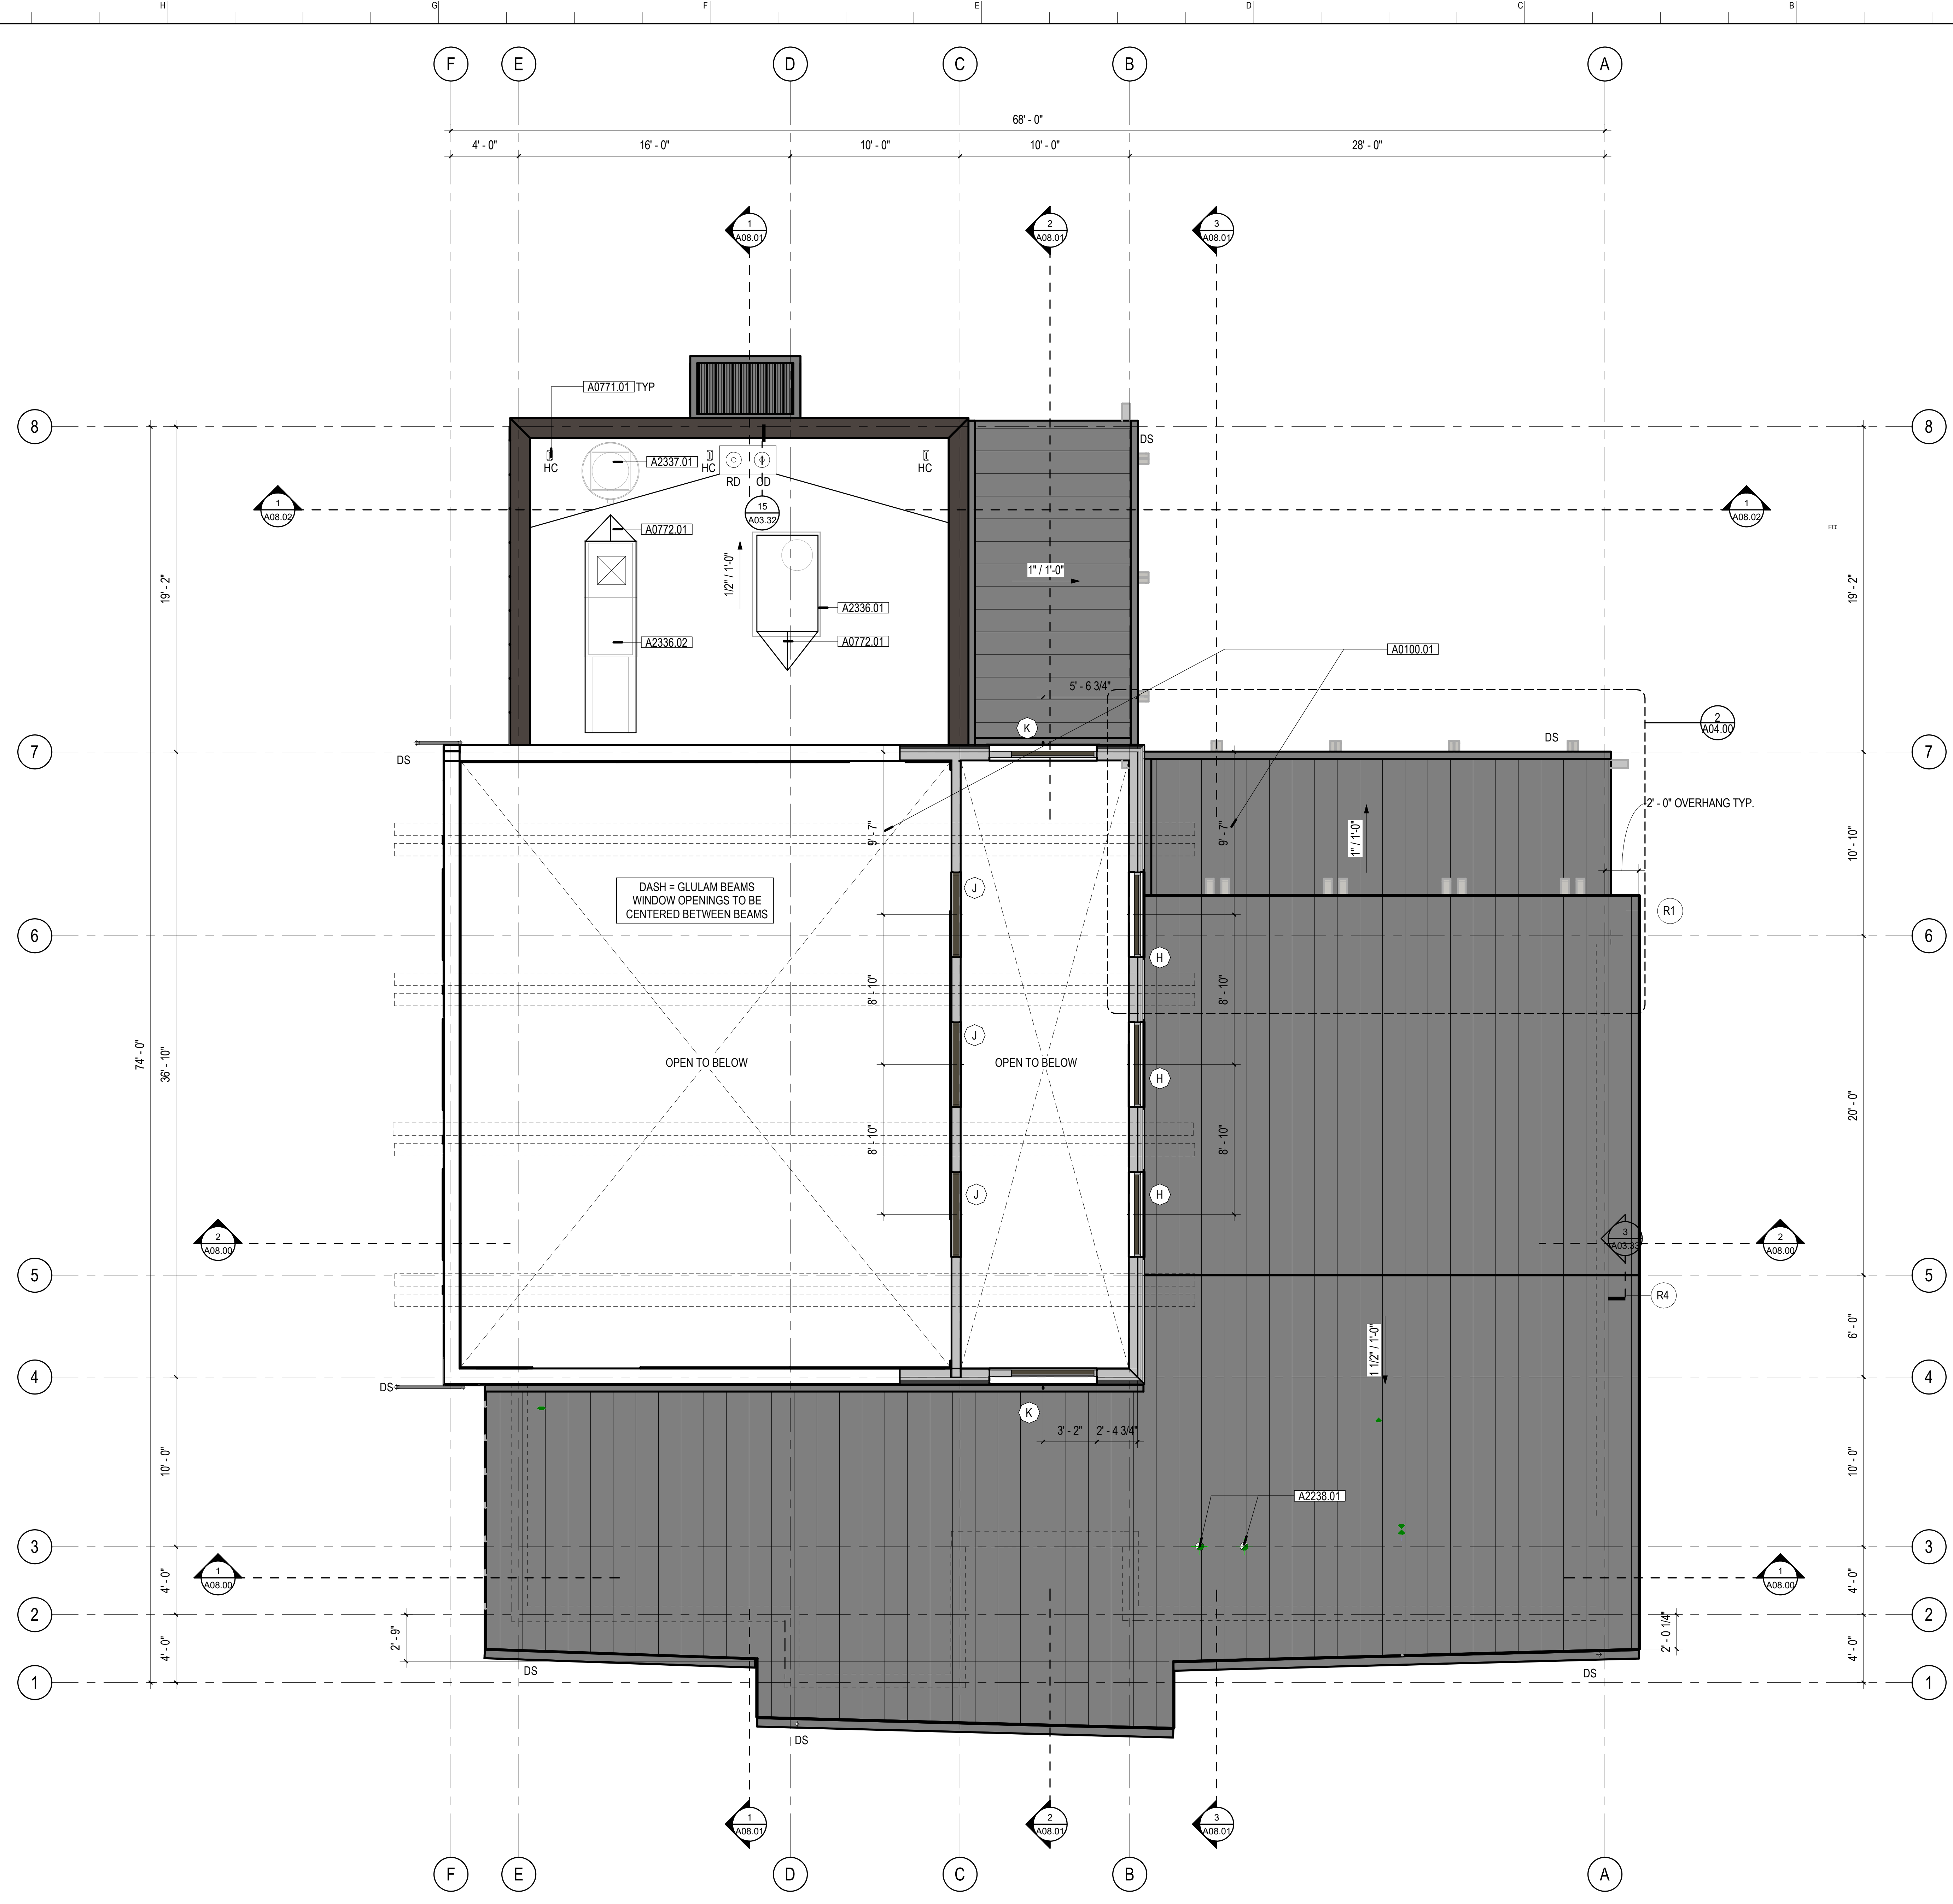 H G F E D C B
F E D C B A
68' - 0"
4' - 0" 16' - 0" 10' - 0" 10' - 0" 28' - 0"
1 A08.01
2 A08.01
3 A08.01
A0771.01 TYP
8 8
DS
HC HC HC
A2337.01
RD OD
15 A03.32
1 A08.02
1 A08.02
FD
A0772.01
1/2" / 1'-0"
1" / 1'-0"
19' - 2" 19' - 2"
A2336.01
A2336.02
A0772.01
A0100.01
5' - 6 3/4"
K
2 A04.00
7 7
DS
DS
2' - 0" OVERHANG TYP.
9' - 7" 9' - 7"
1" / 1'-0"
10' - 10"
DASH = GLULAM BEAMS
WINDOW OPENINGS TO BE
CENTERED BETWEEN BEAMS
J
R1
6 6
H
8' - 10" 8' - 10"
J
74' - 0"
36' - 10"
OPEN TO BELOW
OPEN TO BELOW
H
20' - 0"
8' - 10" 8' - 10"
J
H
2 A08.00
3 A03.33
2 A08.00
5 5
R4
6' - 0"
1 1/2" / 1'-0"
4 4
DS
K
3' - 2" 2' - 4 3/4"
10' - 0" 10' - 0"
A2238.01
3 3
1 A08.00
1 A08.00
4' - 0" 4' - 0"
2 2
2' - 9"
2' - 0 1/4"
4' - 0" 4' - 0"
DS
DS
1 1
DS
1 A08.01
2 A08.01
3 A08.01
F E D C B A